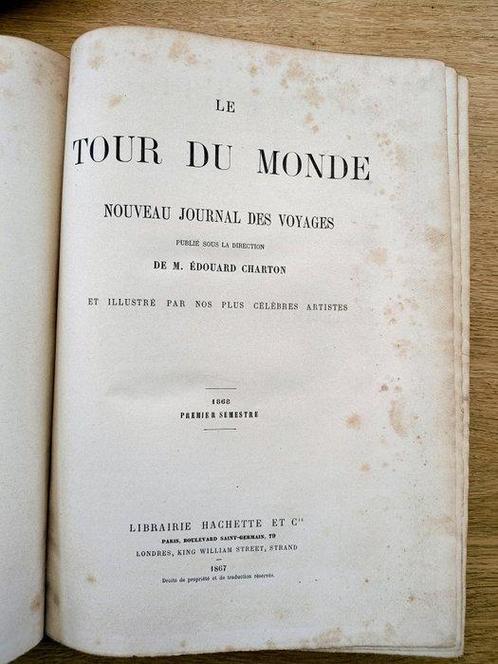 LE
TOUR DU MONDE
NOUVEAU JOURNAL DES VOYAGES
PUBLIÉ SOUS LA DIRECTION
DE M. ÉDOUARD CHARTON
ET ILLUSTRÉ PAR NOS PLUS CÉLÈBRES ARTISTES
1868
PREMIER SEMESTRE
LIBRAIRIE HACHETTE ET Cie
PARIS, BOULEVARD SAINT-GERMAIN, 79
LONDRES, KING WILLIAM STREET, STRAND
1867
Droits de propriété et de traduction réservés.